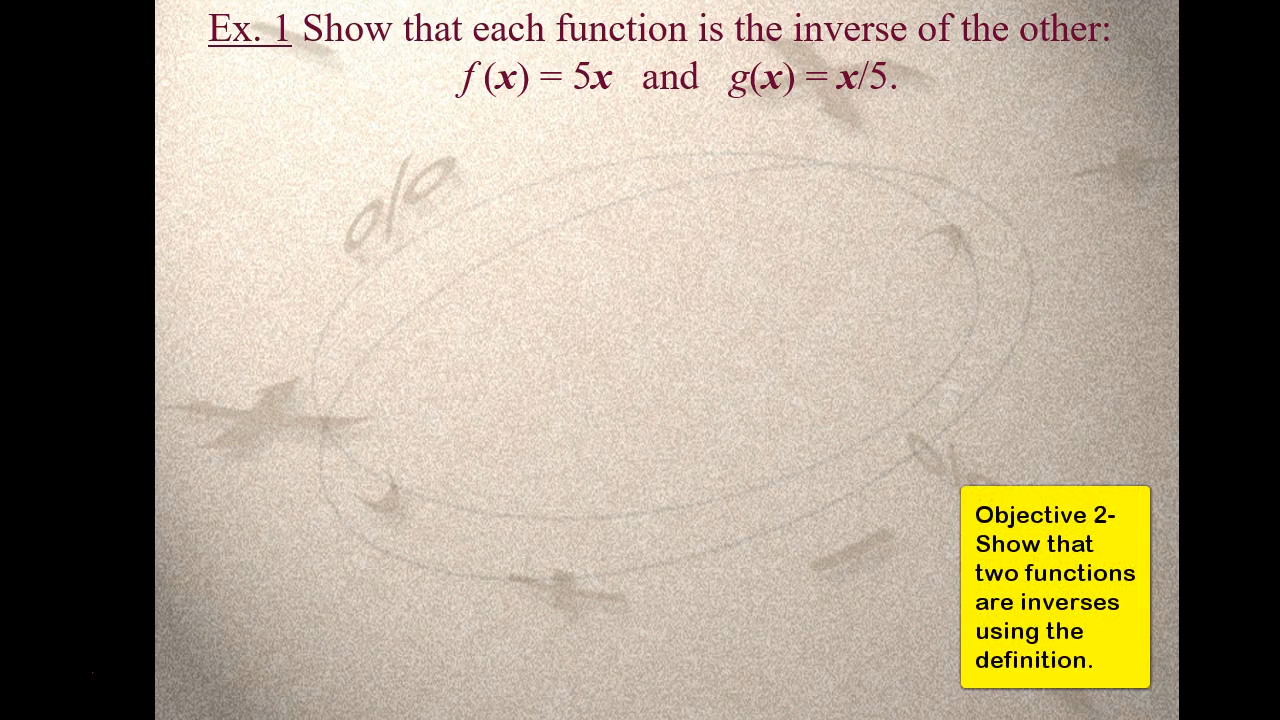 Ex. 1 Show that each function is the inverse of the other:
f (x) = 5x and g(x) = x/5.
Objective 2-
Show that
two functions
are inverses
using the
definition.